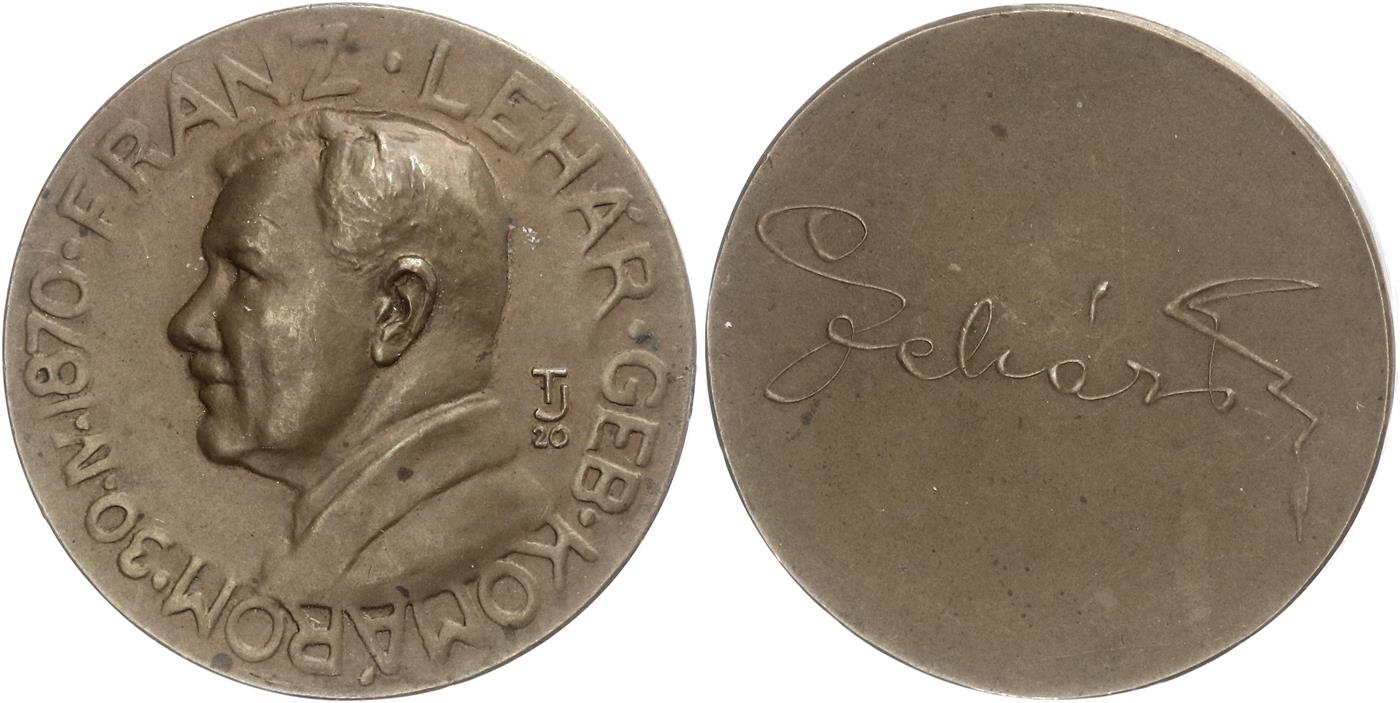 FRANZ · LEHÁR · GEB · KOMÁROM · 30 · IV · 1870 ·
TJ
20
Lehár